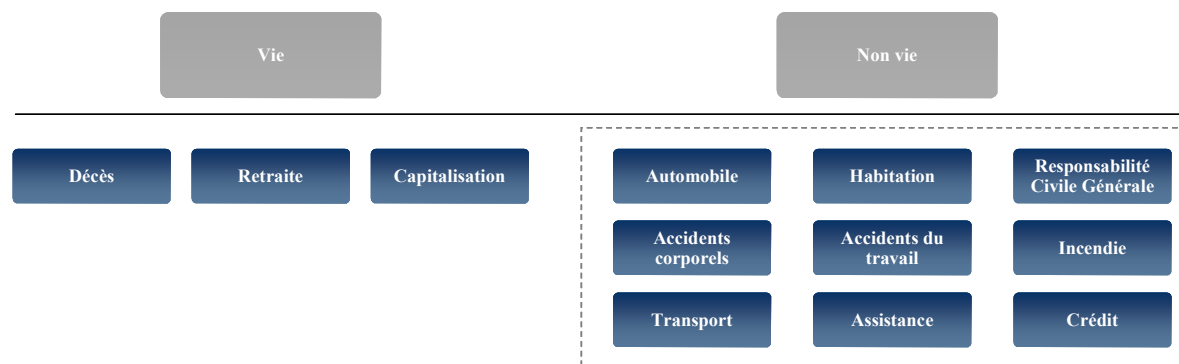 Vie
Non vie
Décès
Retraite
Capitalisation
Automobile
Habitation
Responsabilité
Civile Générale
Accidents
corporels
Accidents du
travail
Incendie
Transport
Assistance
Crédit